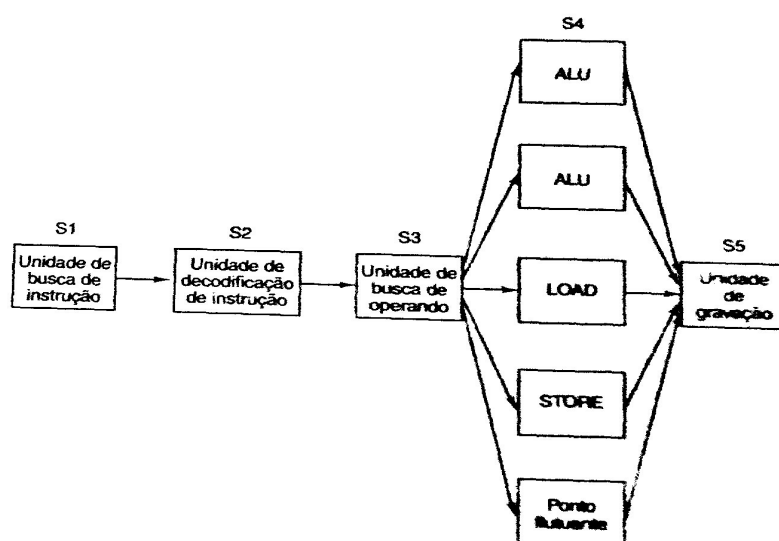 S4
ALU
ALU
S1
S2
S3
S5
Unidade de
busca de
instrução
Unidade de
decodificação
de instrução
Unidade de
busca de
operando
LOAD
Unidade
de
gravação
STORE
Ponto
flutuante